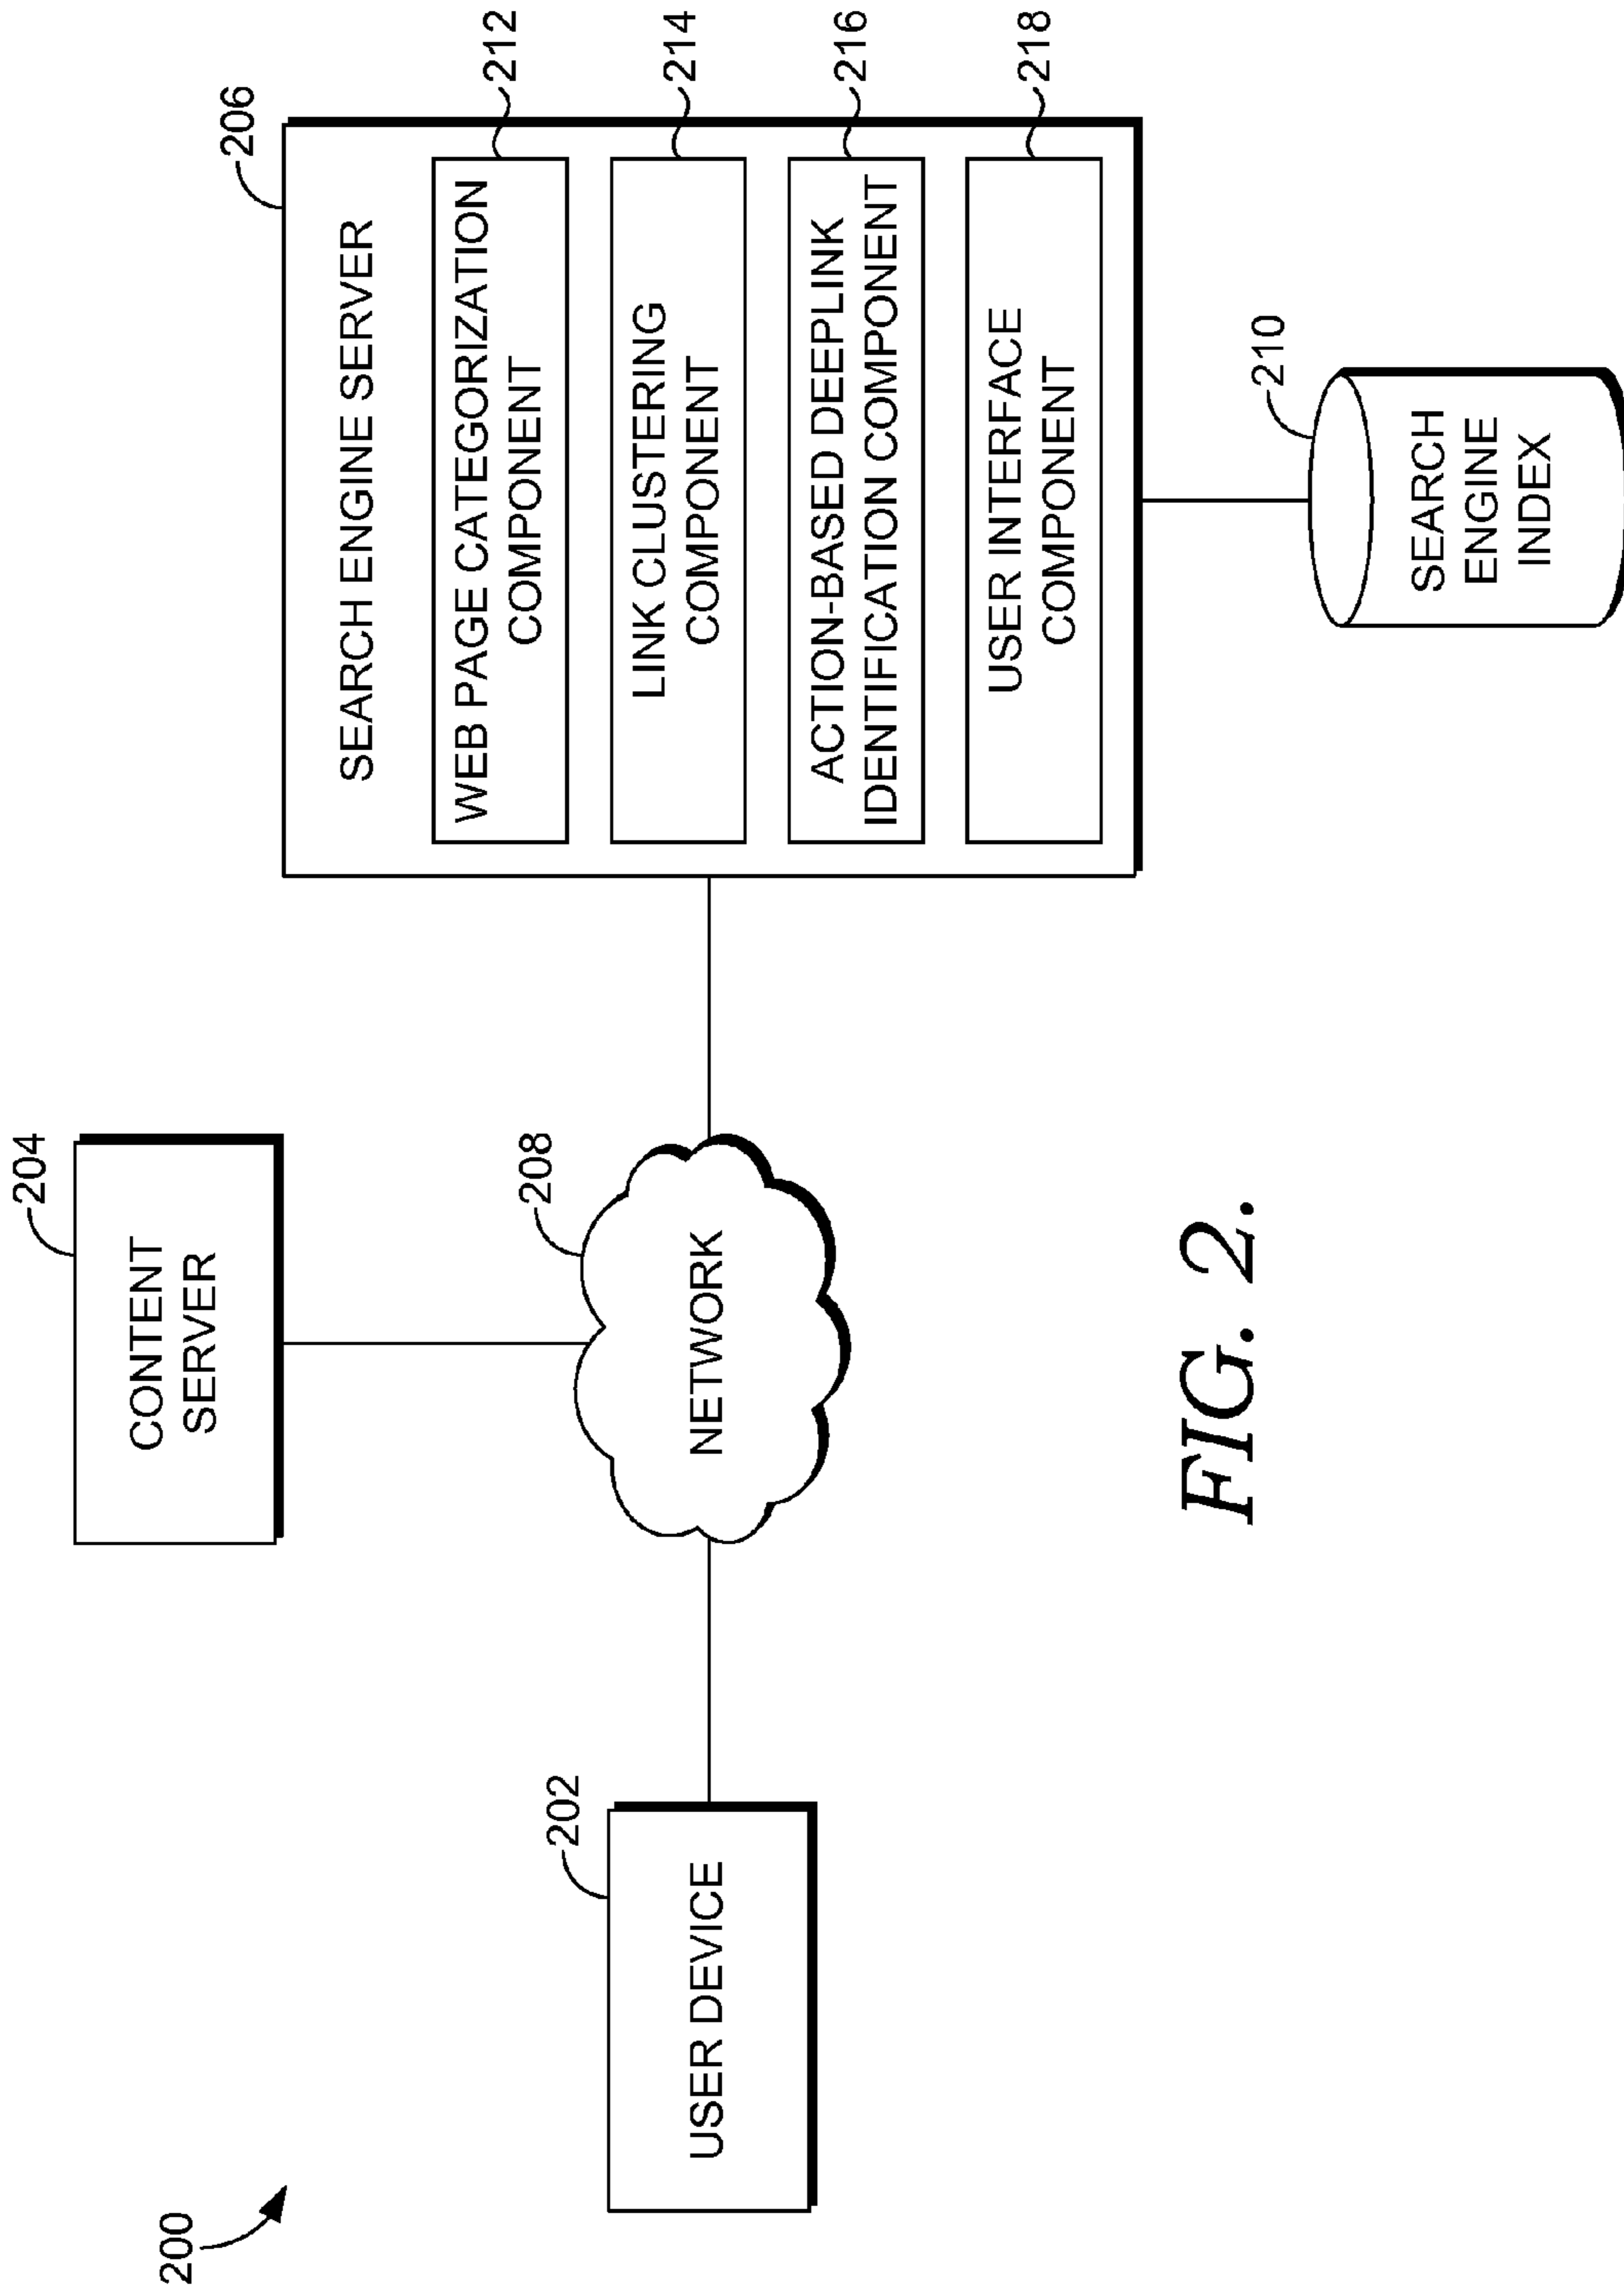 200
CONTENT
SERVER
204
USER DEVICE
202
NETWORK
208
206
SEARCH ENGINE SERVER
WEB PAGE CATEGORIZATION
COMPONENT
212
LINK CLUSTERING
COMPONENT
214
ACTION-BASED DEEPLINK
IDENTIFICATION COMPONENT
216
USER INTERFACE
COMPONENT
218
210
SEARCH
ENGINE
INDEX
FIG. 2.